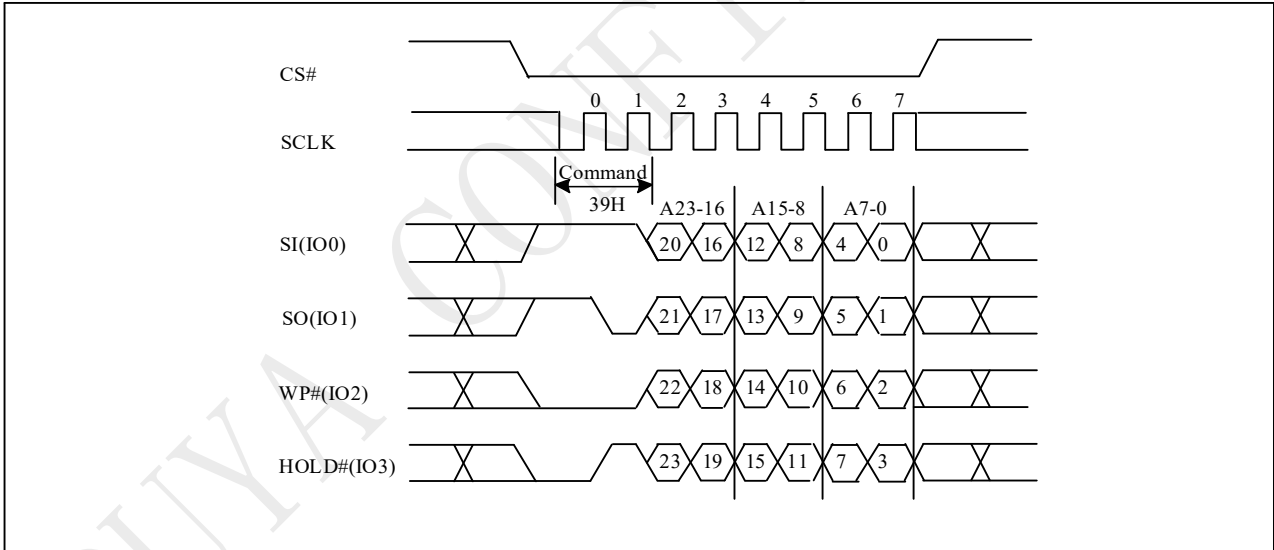 CS#
0 1 2 3 4 5 6 7
SCLK
Command
39H
A23-16 A15-8 A7-0
SI(IO0) 20 16 12 8 4 0
SO(IO1) 21 17 13 9 5 1
WP#(IO2) 22 18 14 10 6 2
HOLD#(IO3) 23 19 15 11 7 3